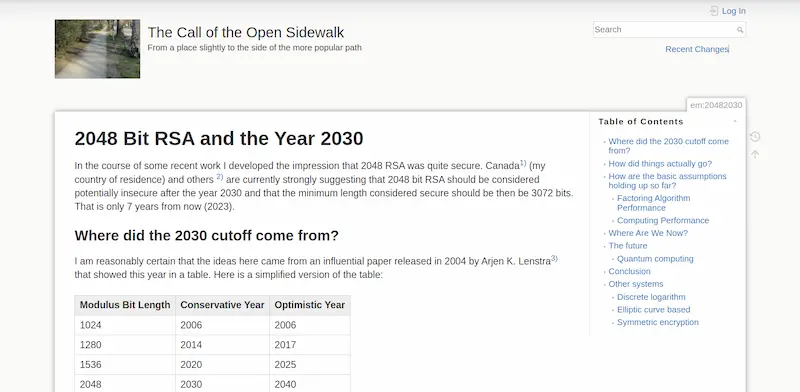 Log In
The Call of the Open Sidewalk
From a place slightly to the side of the more popular path
Search
Recent Changes
em:20482030
2048 Bit RSA and the Year 2030
In the course of some recent work I developed the impression that 2048 RSA was quite secure. Canada1) (my
country of residence) and others 2) are currently strongly suggesting that 2048 bit RSA should be considered
potentially insecure after the year 2030 and that the minimum length considered secure should be then be 3072 bits.
That is only 7 years from now (2023).
Where did the 2030 cutoff come from?
I am reasonably certain that the ideas here came from an influential paper released in 2004 by Arjen K. Lenstra3)
that showed this year in a table. Here is a simplified version of the table:
Modulus Bit Length Conservative Year Optimistic Year
1024 2006 2006
1280 2014 2017
1536 2020 2025
2048 2030 2040
Table of Contents
Where did the 2030 cutoff come
from?
How did things actually go?
How are the basic assumptions
holding up so far?
Factoring Algorithm
Performance
Computing Performance
Where Are We Now?
The future
Quantum computing
Conclusion
Other systems
Discrete logarithm
Elliptic curve based
Symmetric encryption